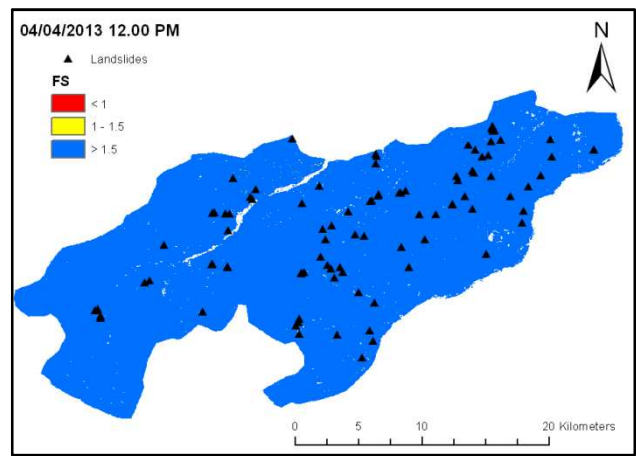 04/04/2013 12.00 PM
N
Landslides
FS
< 1
1 - 1.5
> 1.5
0 5 10 20 Kilometers